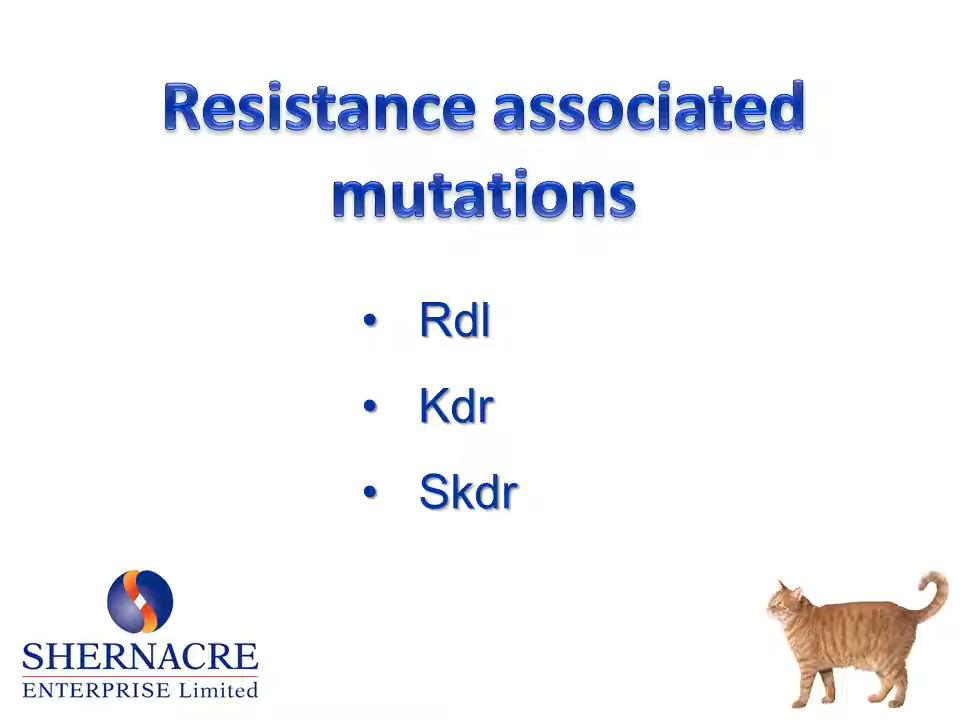 Resistance associated
mutations
• Rdl
• Kdr
• Skdr
SHERNACRE
ENTERPRISE Limited